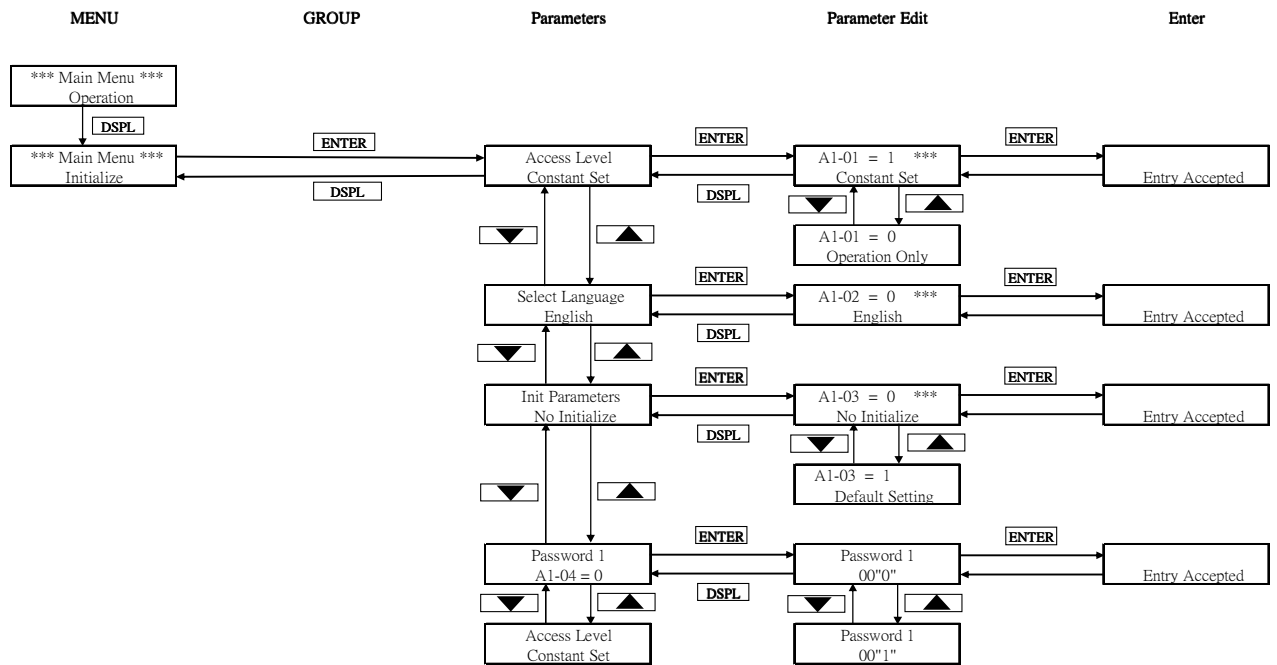 MENU GROUP Parameters Parameter Edit Enter
*** Main Menu ***
Operation
DSPL
*** Main Menu ***
Initialize
ENTER
DSPL
Access Level
Constant Set
ENTER
DSPL
A1-01 = 1 ***
Constant Set
ENTER
Entry Accepted
A1-01 = 0
Operation Only
Select Language
English
ENTER
DSPL
A1-02 = 0 ***
English
ENTER
Entry Accepted
Init Parameters
No Initialize
ENTER
DSPL
A1-03 = 0 ***
No Initialize
ENTER
Entry Accepted
A1-03 = 1
Default Setting
Password 1
A1-04 = 0
ENTER
DSPL
Password 1
00"0"
ENTER
Entry Accepted
Access Level
Constant Set
Password 1
00"1"